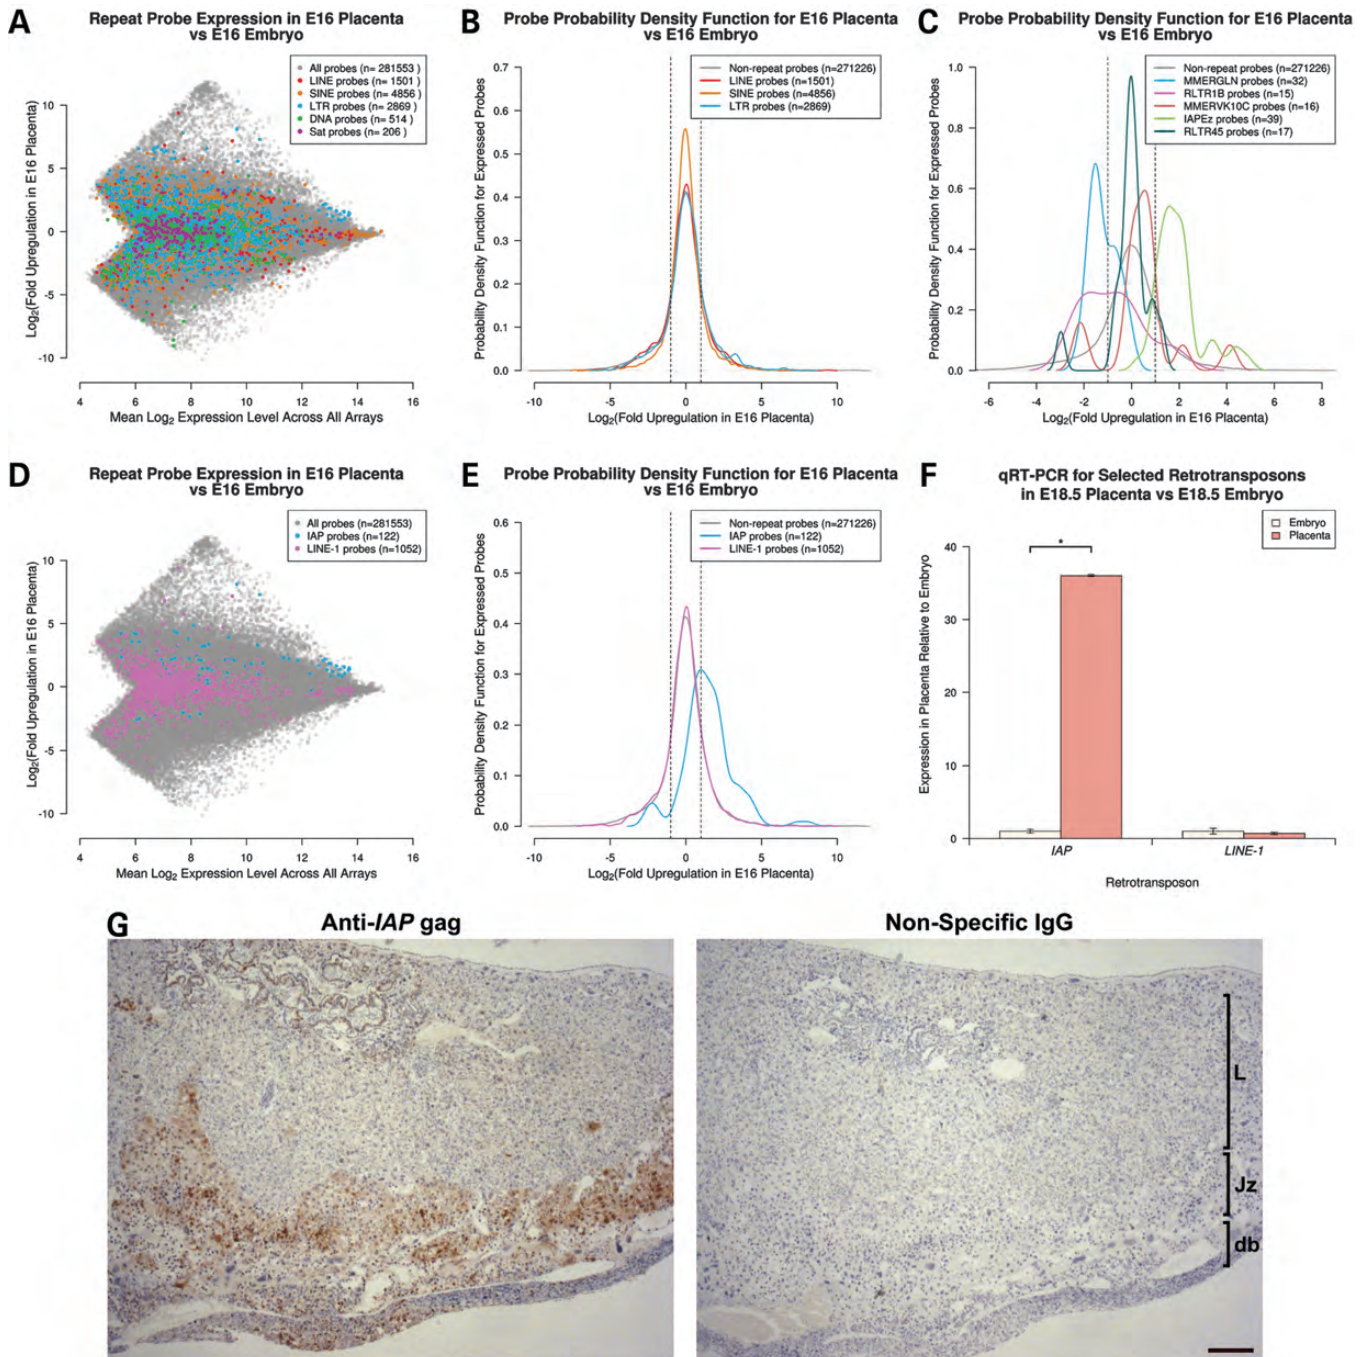 A
Repeat Probe Expression in E16 Placenta
vs E16 Embryo
All probes (n= 281553 )
LINE probes (n= 1501 )
SINE probes (n= 4856 )
LTR probes (n= 2869 )
DNA probes (n= 514 )
Sat probes (n= 206 )
Log2(Fold Upregulation in E16 Placenta)
10
5
0
-5
-10
4 6 8 10 12 14 16
Mean Log2 Expression Level Across All Arrays
B
Probe Probability Density Function for E16 Placenta
vs E16 Embryo
Non-repeat probes (n=271226)
LINE probes (n=1501)
SINE probes (n=4856)
LTR probes (n=2869)
Probability Density Function for Expressed Probes
0.7
0.6
0.5
0.4
0.3
0.2
0.1
0.0
-10 -5 0 5 10
Log2(Fold Upregulation in E16 Placenta)
C
Probe Probability Density Function for E16 Placenta
vs E16 Embryo
Non-repeat probes (n=271226)
MMERGLN probes (n=32)
RLTR1B probes (n=15)
MMERVK10C probes (n=16)
IAPEz probes (n=39)
RLTR45 probes (n=17)
Probability Density Function for Expressed Probes
1.0
0.8
0.6
0.4
0.2
0.0
-6 -4 -2 0 2 4 6 8
Log2(Fold Upregulation in E16 Placenta)
D
Repeat Probe Expression in E16 Placenta
vs E16 Embryo
All probes (n=281553)
IAP probes (n=122)
LINE-1 probes (n=1052)
Log2(Fold Upregulation in E16 Placenta)
10
5
0
-5
-10
4 6 8 10 12 14 16
Mean Log2 Expression Level Across All Arrays
E
Probe Probability Density Function for E16 Placenta
vs E16 Embryo
Non-repeat probes (n=271226)
IAP probes (n=122)
LINE-1 probes (n=1052)
Probability Density Function for Expressed Probes
0.6
0.5
0.4
0.3
0.2
0.1
0.0
-10 -5 0 5 10
Log2(Fold Upregulation in E16 Placenta)
F
qRT-PCR for Selected Retrotransposons
in E18.5 Placenta vs E18.5 Embryo
Embryo
Placenta
Expression in Placenta Relative to Embryo
40
30
20
10
0
*
IAP LINE-1
Retrotransposon
G
Anti-IAP gag
Non-Specific IgG
L
Jz
db